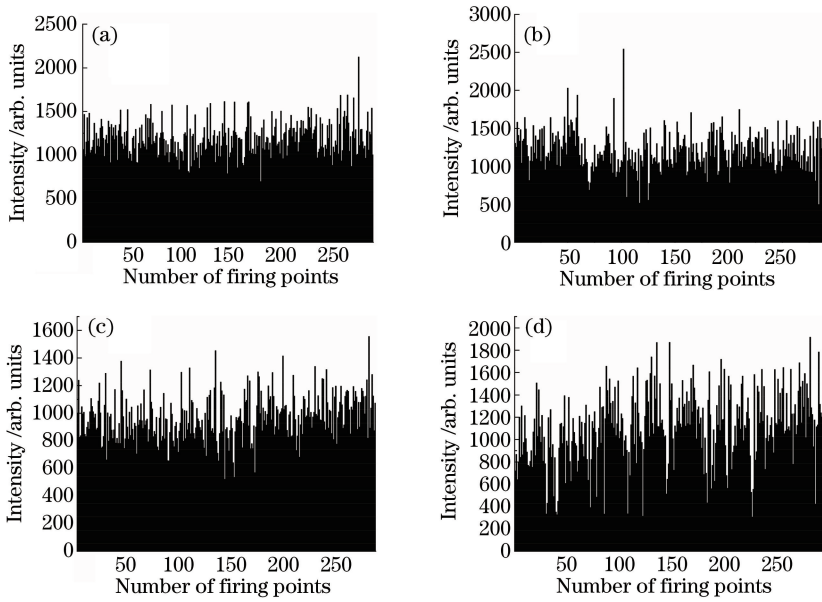 (a)
Intensity /arb. units
2500
2000
1500
1000
500
0
50 100 150 200 250
Number of firing points
(b)
Intensity /arb. units
3000
2500
2000
1500
1000
500
0
50 100 150 200 250
Number of firing points
(c)
Intensity /arb. units
1600
1400
1200
1000
800
600
400
200
0
50 100 150 200 250
Number of firing points
(d)
Intensity /arb. units
2000
1800
1600
1400
1200
1000
800
600
400
200
0
50 100 150 200 250
Number of firing points